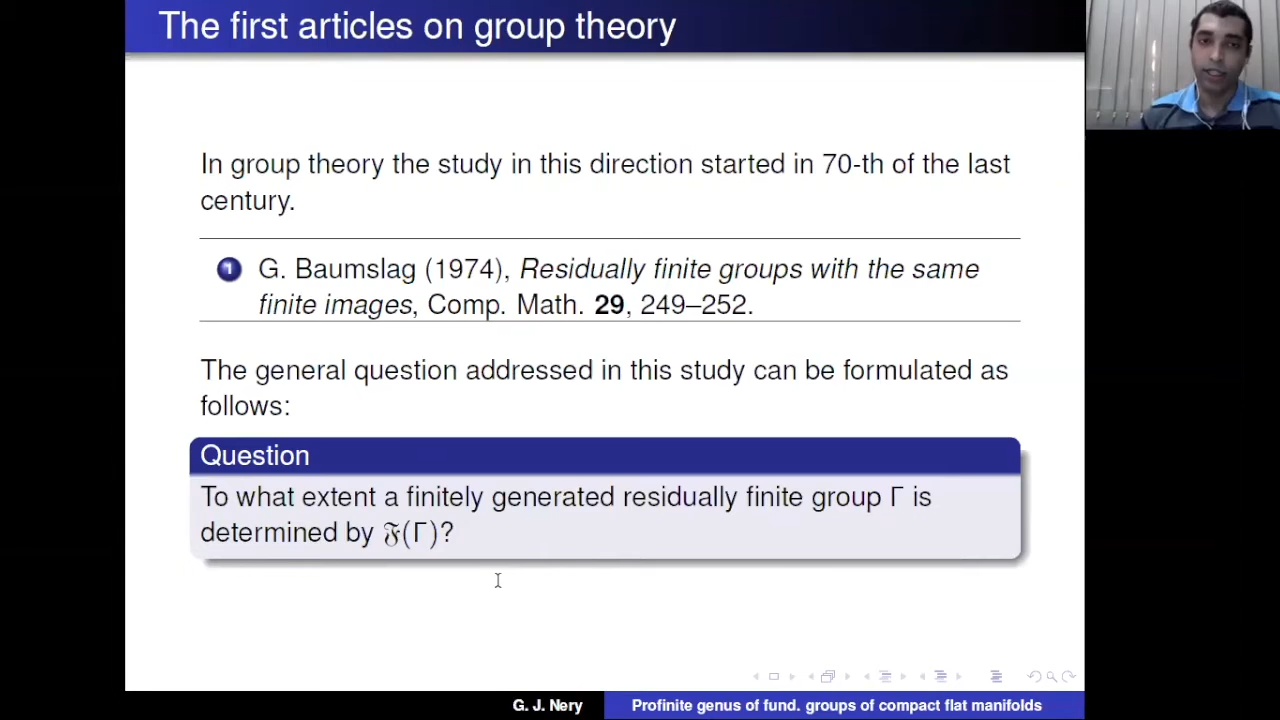 The first articles on group theory
In group theory the study in this direction started in 70-th of the last
century.
1 G. Baumslag (1974), Residually finite groups with the same
finite images, Comp. Math. 29, 249–252.
The general question addressed in this study can be formulated as
follows:
Question
To what extent a finitely generated residually finite group Γ is
determined by 𝔉(Γ)?
G. J. Nery Profinite genus of fund. groups of compact flat manifolds